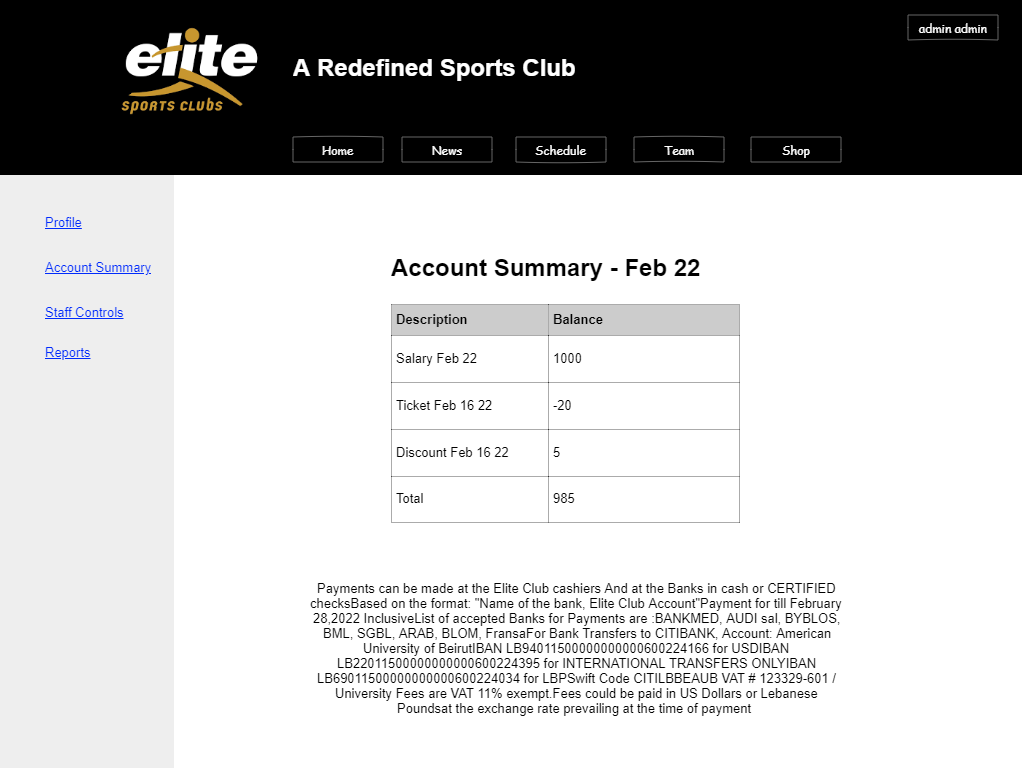 admin admin
elite
SPORTS CLUBS
A Redefined Sports Club
Home News Schedule Team Shop
Profile
Account Summary
Staff Controls
Reports
Account Summary - Feb 22
Description Balance
Salary Feb 22 1000
Ticket Feb 16 22 -20
Discount Feb 16 22 5
Total 985
Payments can be made at the Elite Club cashiers And at the Banks in cash or CERTIFIED
checksBased on the format: "Name of the bank, Elite Club Account"Payment for till February
28,2022 InclusiveList of accepted Banks for Payments are :BANKMED, AUDI sal, BYBLOS,
BML, SGBL, ARAB, BLOM, FransaFor Bank Transfers to CITIBANK, Account: American
University of BeirutIBAN LB94011500000000000600224166 for USDIBAN
LB22011500000000000600224395 for INTERNATIONAL TRANSFERS ONLYIBAN
LB69011500000000000600224034 for LBPSwift Code CITILBBEAUB VAT # 123329-601 /
University Fees are VAT 11% exempt.Fees could be paid in US Dollars or Lebanese
Poundsat the exchange rate prevailing at the time of payment